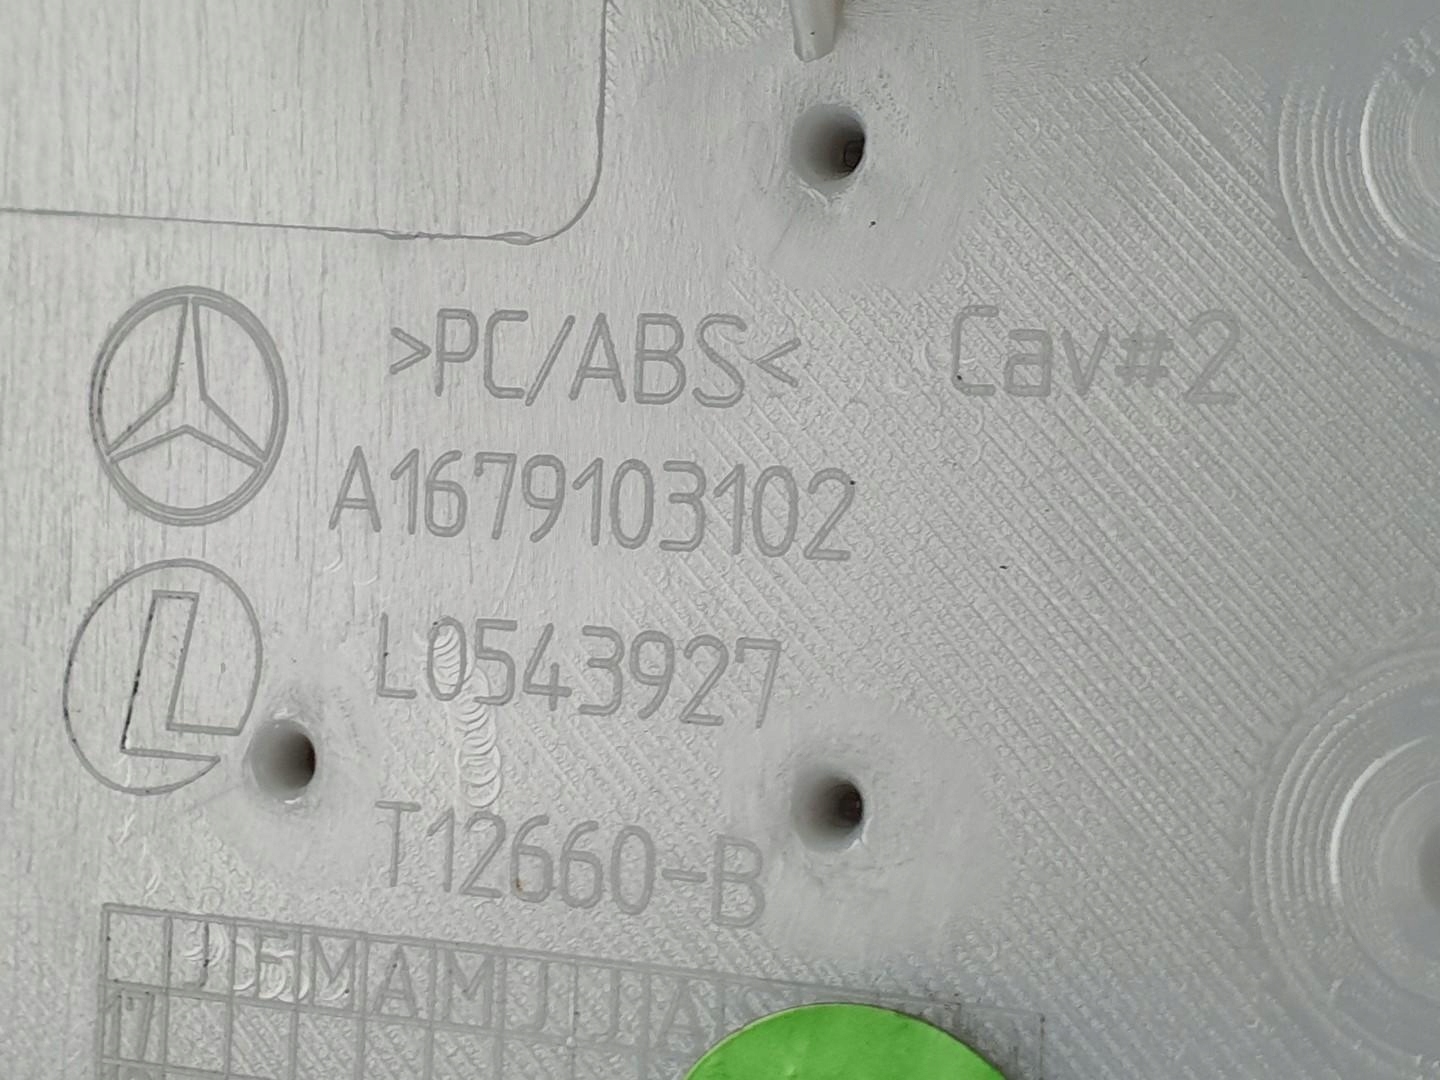 >PC/ABS< Cav#2
A1679103102
L
L0543927
T12660-B
J F M A M J J A
17